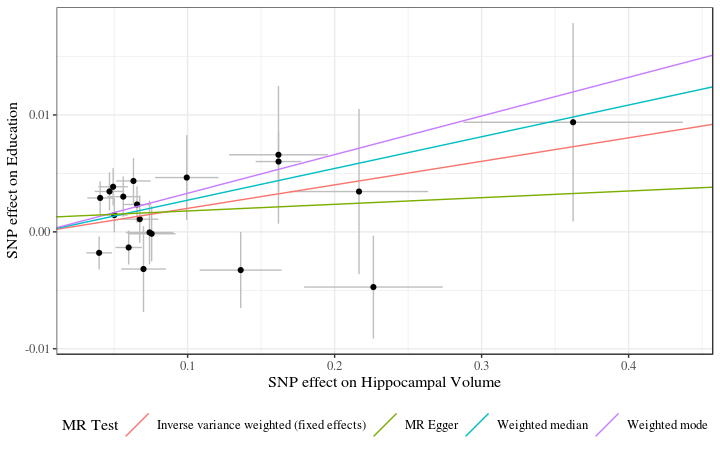 SNP effect on Education
0.01
0.00
-0.01
0.1
0.2
0.3
0.4
SNP effect on Hippocampal Volume
MR Test
Inverse variance weighted (fixed effects)
MR Egger
Weighted median
Weighted mode